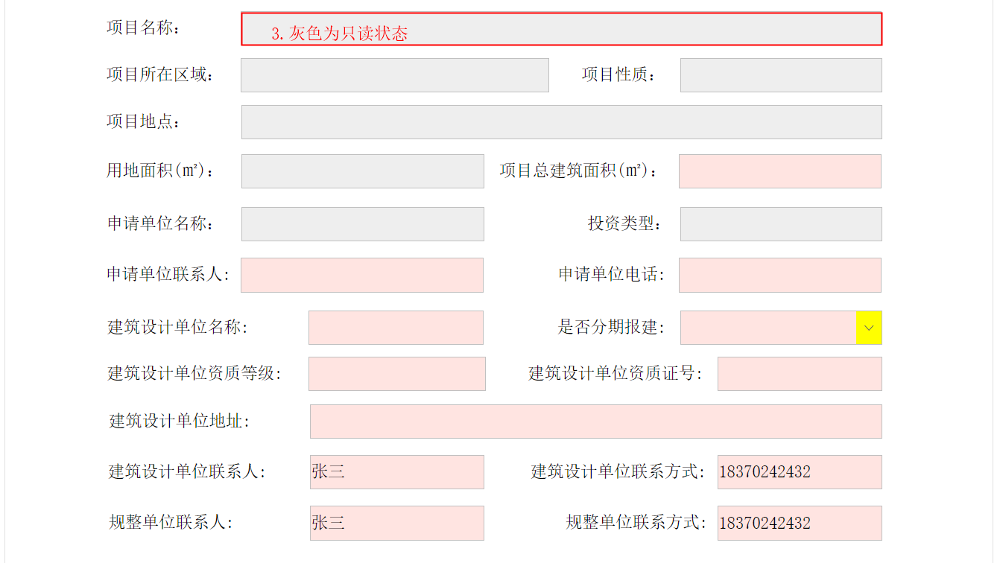 项目名称： 3. 灰色为只读状态
项目所在区域： 项目性质：
项目地点：
用地面积(㎡)： 项目总建筑面积(㎡)：
申请单位名称： 投资类型：
申请单位联系人： 申请单位电话：
建筑设计单位名称： 是否分期报建：
建筑设计单位资质等级： 建筑设计单位资质证号：
建筑设计单位地址：
建筑设计单位联系人： 张三 建筑设计单位联系方式： 18370242432
规整单位联系人： 张三 规整单位联系方式： 18370242432